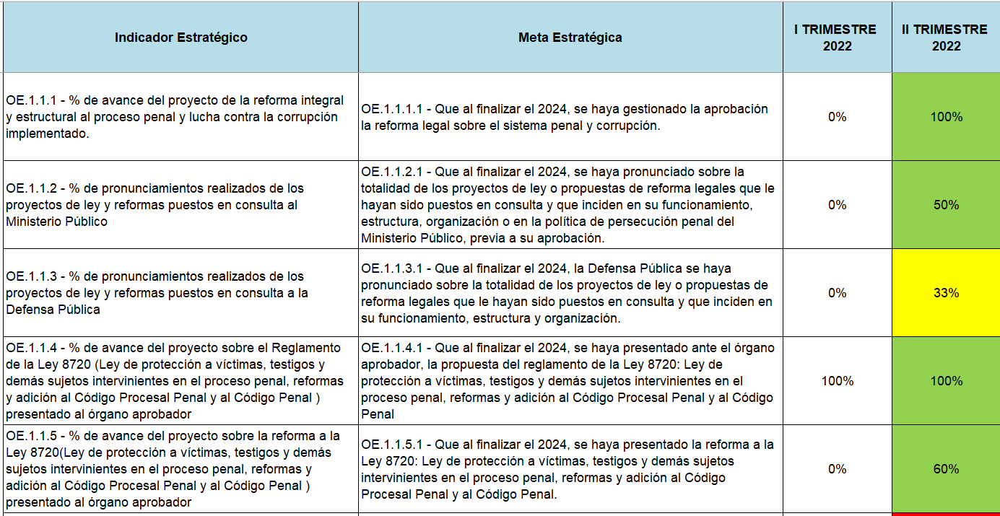 Indicador Estratégico
Meta Estratégica
I TRIMESTRE
2022
II TRIMESTRE
2022
OE.1.1.1 - % de avance del proyecto de la reforma integral
y estructural al proceso penal y lucha contra la corrupción
implementado.
OE.1.1.1.1 - Que al finalizar el 2024, se haya gestionado la aprobación
la reforma legal sobre el sistema penal y corrupción.
0%
100%
OE.1.1.2 - % de pronunciamientos realizados de los
proyectos de ley y reformas puestos en consulta al
Ministerio Público
OE.1.1.2.1 - Que al finalizar el 2024, se haya pronunciado sobre la
totalidad de los proyectos de ley o propuestas de reforma legales que le
hayan sido puestos en consulta y que inciden en su funcionamiento,
estructura, organización o en la política de persecución penal del
Ministerio Público, previa a su aprobación.
0%
50%
OE.1.1.3 - % de pronunciamientos realizados de los
proyectos de ley y reformas puestos en consulta a la
Defensa Pública
OE.1.1.3.1 - Que al finalizar el 2024, la Defensa Pública se haya
pronunciado sobre la totalidad de los proyectos de ley o propuestas de
reforma legales que le hayan sido puestos en consulta y que inciden en
su funcionamiento, estructura y organización.
0%
33%
OE.1.1.4 - % de avance del proyecto sobre el Reglamento
de la Ley 8720 (Ley de protección a víctimas, testigos y
demás sujetos intervinientes en el proceso penal, reformas
y adición al Código Procesal Penal y al Código Penal )
presentado al órgano aprobador
OE.1.1.4.1 - Que al finalizar el 2024, se haya presentado ante el órgano
aprobador, la propuesta del reglamento de la Ley 8720: Ley de
protección a víctimas, testigos y demás sujetos intervinientes en el
proceso penal, reformas y adición al Código Procesal Penal y al Código
Penal
100%
100%
OE.1.1.5 - % de avance del proyecto sobre la reforma a la
Ley 8720(Ley de protección a víctimas, testigos y demás
sujetos intervinientes en el proceso penal, reformas y
adición al Código Procesal Penal y al Código Penal )
presentado al órgano aprobador
OE.1.1.5.1 - Que al finalizar el 2024, se haya presentado la reforma a la
Ley 8720: Ley de protección a víctimas, testigos y demás sujetos
intervinientes en el proceso penal, reformas y adición al Código
Procesal Penal y al Código Penal.
0%
60%